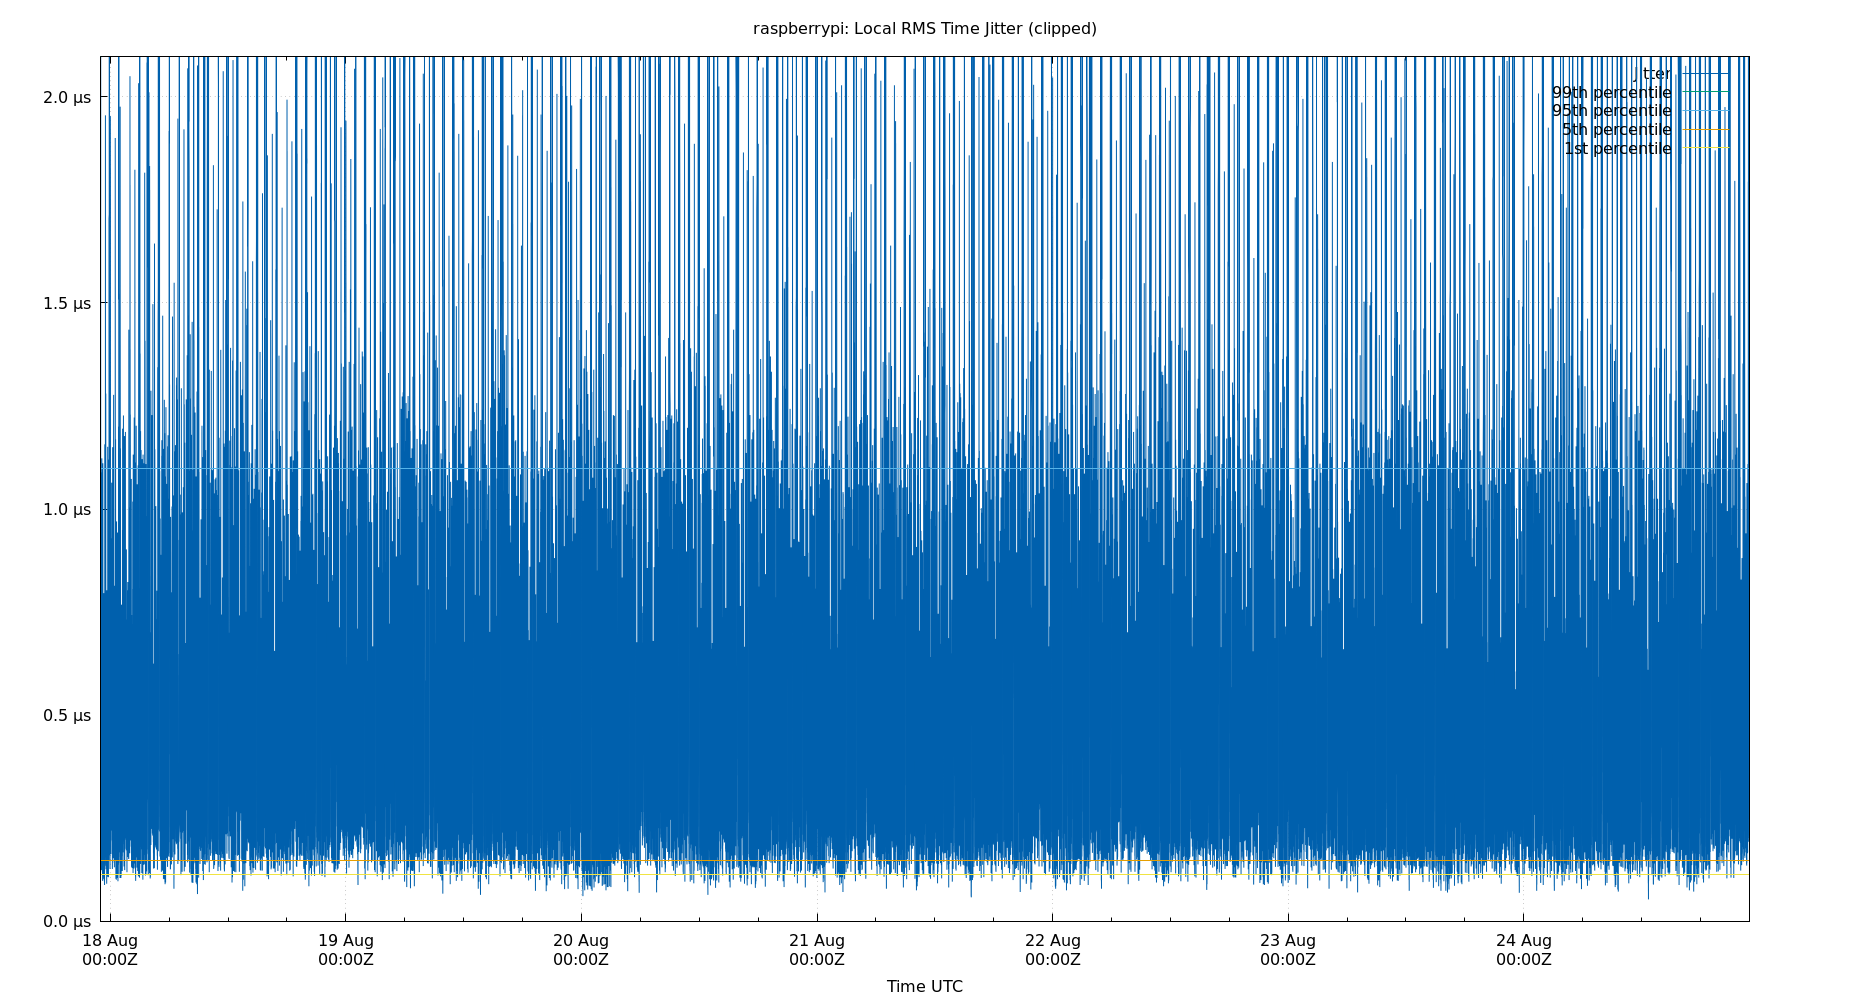 raspberrypi: Local RMS Time Jitter (clipped)
jitter
99th percentile
95th percentile
5th percentile
1st percentile
2.0 µs
1.5 µs
1.0 µs
0.5 µs
0.0 µs
18 Aug 19 Aug 20 Aug 21 Aug 22 Aug 23 Aug 24 Aug
00:00Z 00:00Z 00:00Z 00:00Z 00:00Z 00:00Z 00:00Z
Time UTC